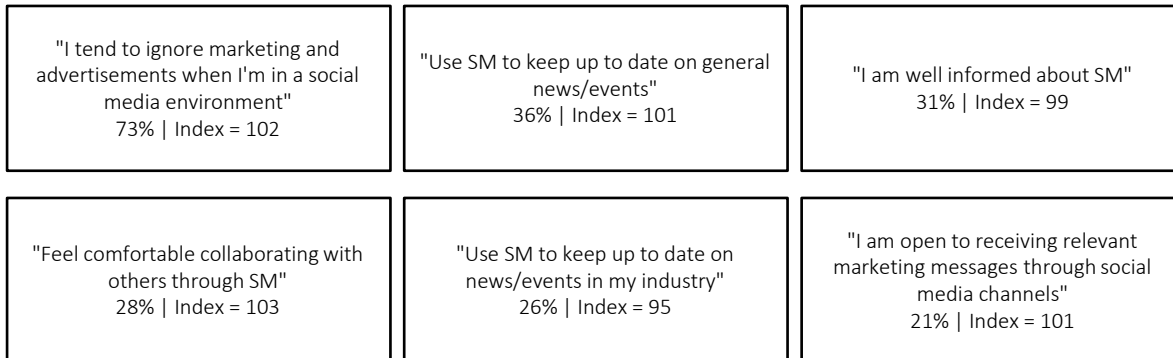 "I tend to ignore marketing and
advertisements when I'm in a social
media environment"
73% | Index = 102
"Use SM to keep up to date on general
news/events"
36% | Index = 101
"I am well informed about SM"
31% | Index = 99
"Feel comfortable collaborating with
others through SM"
28% | Index = 103
"Use SM to keep up to date on
news/events in my industry"
26% | Index = 95
"I am open to receiving relevant
marketing messages through social
media channels"
21% | Index = 101